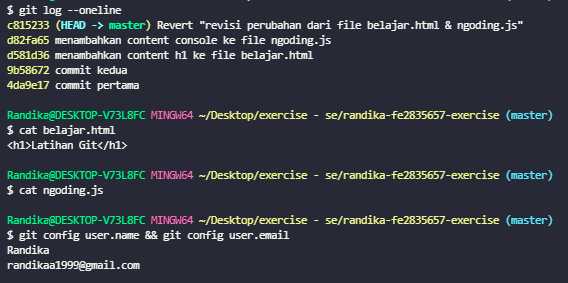 $ git log --oneline
c815233 (HEAD -> master) Revert "revisi perubahan dari file belajar.html & ngoding.js"
d82fa65 menambahkan content console ke file ngoding.js
d581d36 menambahkan content h1 ke file belajar.html
9b58672 commit kedua
4da9e17 commit pertama
Randika@DESKTOP-V73L8FC MINGW64 ~/Desktop/exercise - se/randika-fe2835657-exercise (master)
$ cat belajar.html
<h1>Latihan Git</h1>
Randika@DESKTOP-V73L8FC MINGW64 ~/Desktop/exercise - se/randika-fe2835657-exercise (master)
$ cat ngoding.js
Randika@DESKTOP-V73L8FC MINGW64 ~/Desktop/exercise - se/randika-fe2835657-exercise (master)
$ git config user.name && git config user.email
Randika
randikaa1999@gmail.com